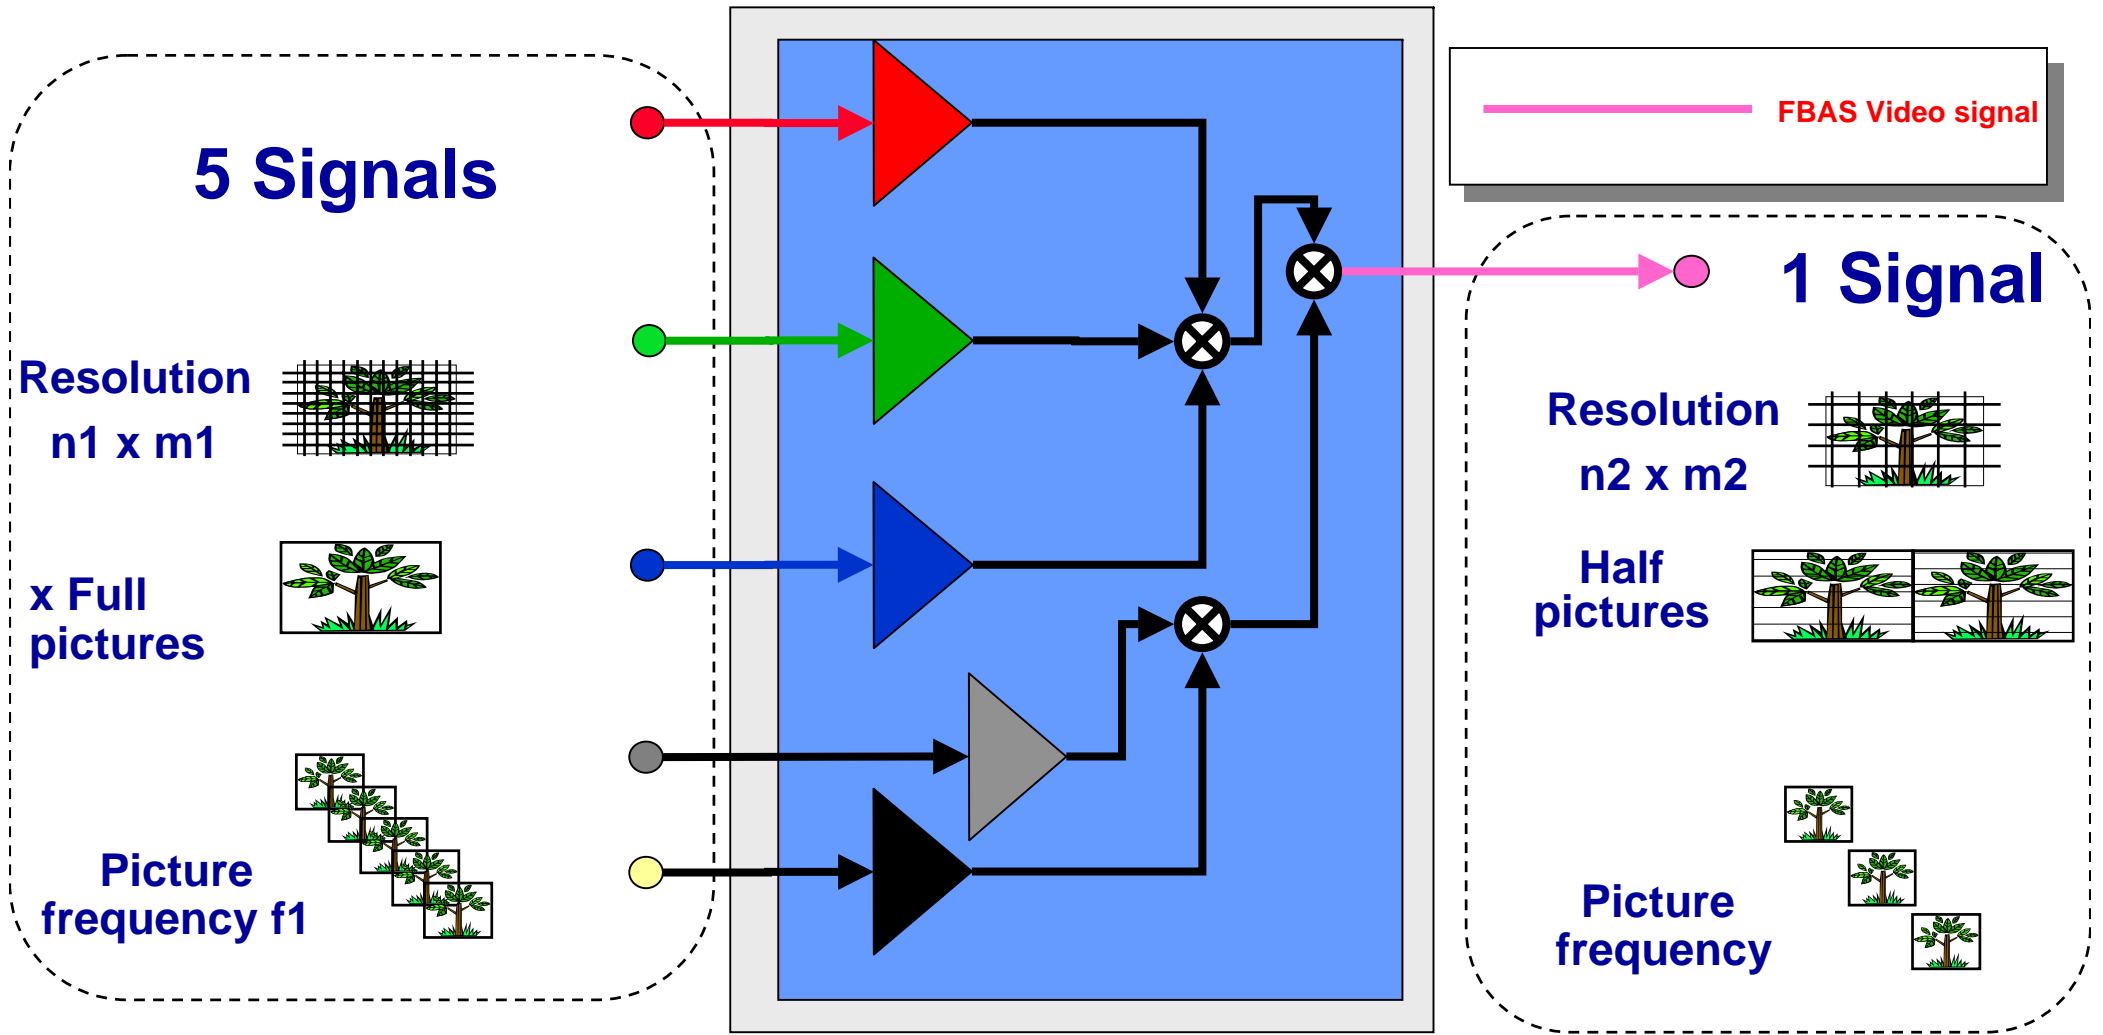 5 Signals
Resolution
n1 x m1
x Full
pictures
Picture
frequency f1
FBAS Video signal
1 Signal
Resolution
n2 x m2
Half
pictures
Picture
frequency